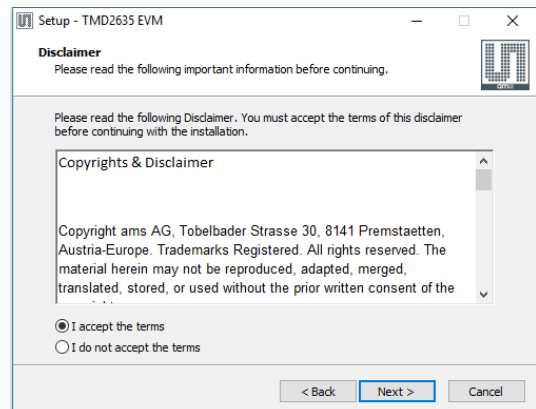 Setup - TMD2635 EVM
Disclaimer
Please read the following important information before continuing.
am
Please read the following Disclaimer. You must accept the terms of this disclaimer
before continuing with the installation.
Copyrights & Disclaimer
Copyright ams AG, Tobelbader Strasse 30, 8141 Premstaetten,
Austria-Europe. Trademarks Registered. All rights reserved. The
material herein may not be reproduced, adapted, merged,
translated, stored, or used without the prior written consent of the
I accept the terms
I do not accept the terms
< Back
Next >
Cancel